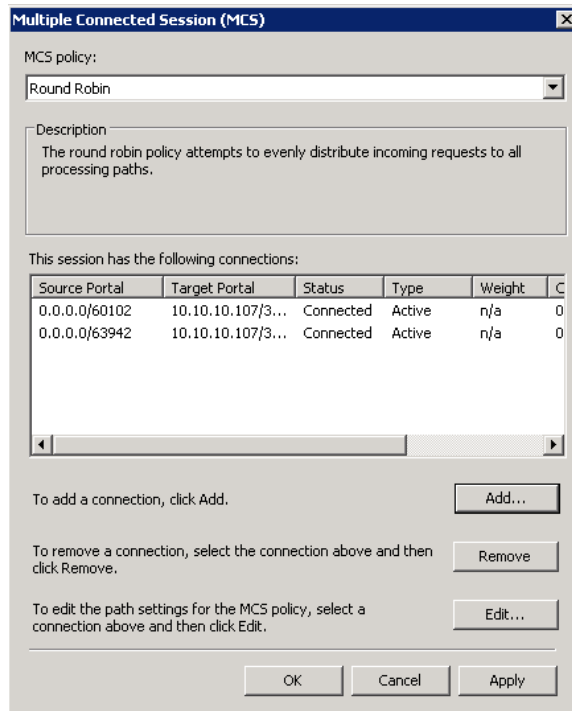 Multiple Connected Session (MCS)
MCS policy:
Round Robin
Description
The round robin policy attempts to evenly distribute incoming requests to all
processing paths.
This session has the following connections:
Source Portal Target Portal Status Type Weight C
0.0.0.0/60102 10.10.10.107/3... Connected Active n/a 0
0.0.0.0/63942 10.10.10.107/3... Connected Active n/a 0
To add a connection, click Add.
Add...
To remove a connection, select the connection above and then
click Remove.
Remove
To edit the path settings for the MCS policy, select a
connection above and then click Edit.
Edit...
OK Cancel Apply